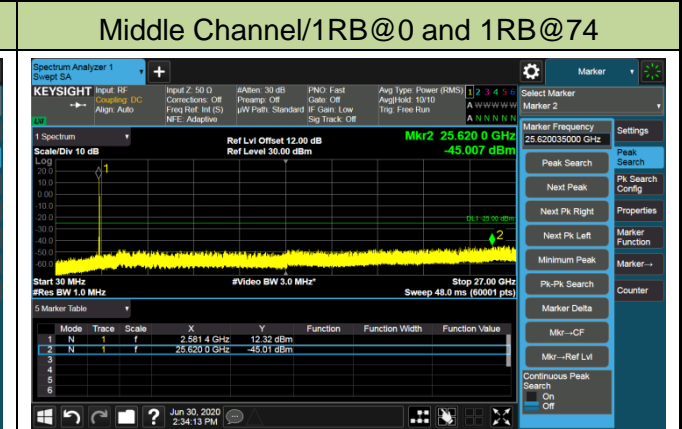 Middle Channel/1RB@0 and 1RB@74
Spectrum Analyzer 1
Swept SA
Marker
KEYSIGHT
Input: RF
Coupling: DC
Align: Auto
Input Z: 50 Ω
Corrections: Off
Freq Ref: Int (S)
NFE: Adaptive
#Atten: 30 dB
Preamp: Off
µW Path: Standard
PNO: Fast
Gate: Off
IF Gain: Low
Sig Track: Off
Avg Type: Power (RMS)
Avg|Hold: 10/10
Trig: Free Run
1 2 3 4 5 6
A W W W W W
A N N N N N
LXI
Select Marker
Marker 2
1 Spectrum
Scale/Div 10 dB
Log
Ref Lvl Offset 12.00 dB
Ref Level 30.00 dBm
Mkr2 25.620 0 GHz
-45.007 dBm
20.0
10.0
0.00
-10.0
-20.0
-30.0
-40.0
-50.0
-60.0
1
DL1 -25.00 dBm
2
Start 30 MHz
#Res BW 1.0 MHz
#Video BW 3.0 MHz*
Stop 27.00 GHz
Sweep 48.0 ms (60001 pts)
5 Marker Table
Mode Trace Scale X Y Function Function Width Function Value
1 N 1 f 2.581 4 GHz 12.32 dBm
2 N 1 f 25.620 0 GHz -45.01 dBm
3
4
5
6
Marker Frequency
25.620035000 GHz
Peak Search
Next Peak
Next Pk Right
Next Pk Left
Minimum Peak
Pk-Pk Search
Marker Delta
Mkr→CF
Mkr→Ref Lvl
Continuous Peak
Search
On
Off
Settings
Peak
Search
Pk Search
Config
Properties
Marker
Function
Marker→
Counter
Jun 30, 2020
2:34:13 PM